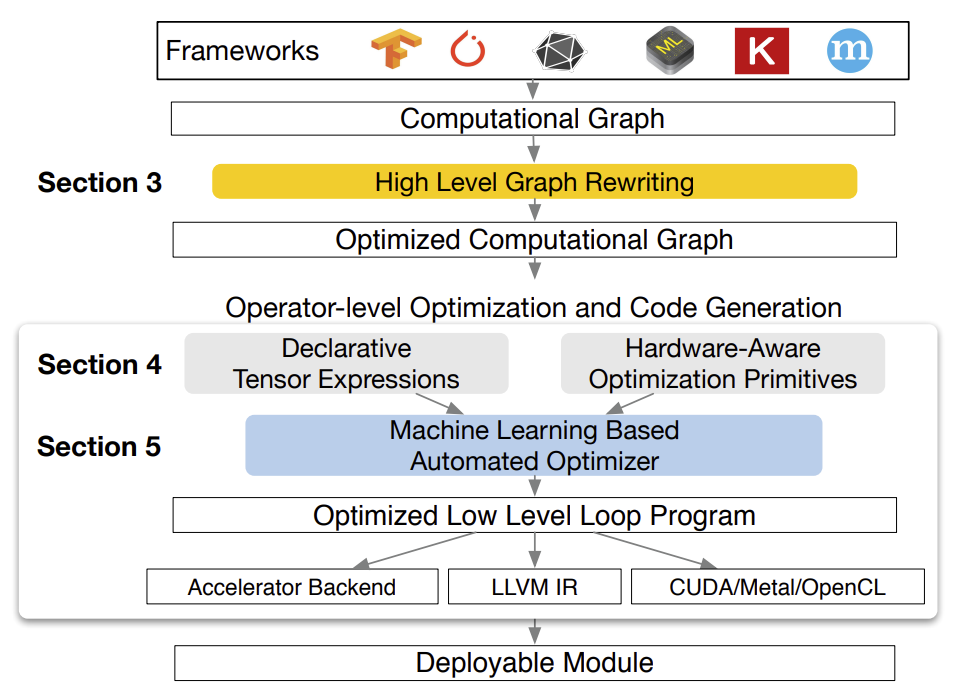 Frameworks
ML
K
m
Computational Graph
Section 3
High Level Graph Rewriting
Optimized Computational Graph
Operator-level Optimization and Code Generation
Section 4
Declarative
Tensor Expressions
Hardware-Aware
Optimization Primitives
Section 5
Machine Learning Based
Automated Optimizer
Optimized Low Level Loop Program
Accelerator Backend
LLVM IR
CUDA/Metal/OpenCL
Deployable Module